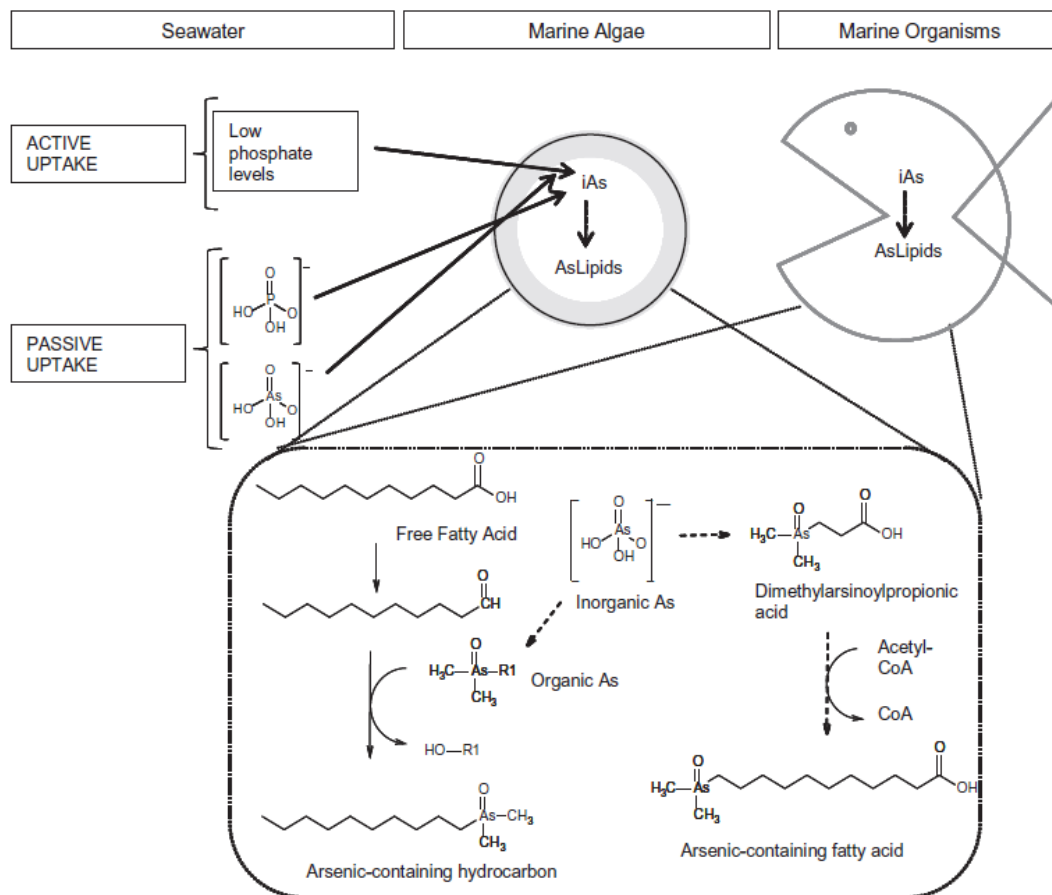 Seawater
Marine Algae
Marine Organisms
ACTIVE
UPTAKE
Low
phosphate
levels
iAs
AsLipids
iAs
AsLipids
PASSIVE
UPTAKE
O
HO P O
OH
−
O
HO As O
OH
−
O
OH
Free Fatty Acid
O
CH
O
HO As O
OH
−
Inorganic As
O
H3C As
CH3
O
OH
Dimethylarsinoylpropionic
acid
O
H3C As R1
CH3
Organic As
HO R1
Acetyl-
CoA
CoA
O
As CH3
CH3
Arsenic-containing hydrocarbon
O
H3C As
CH3
O
OH
Arsenic-containing fatty acid